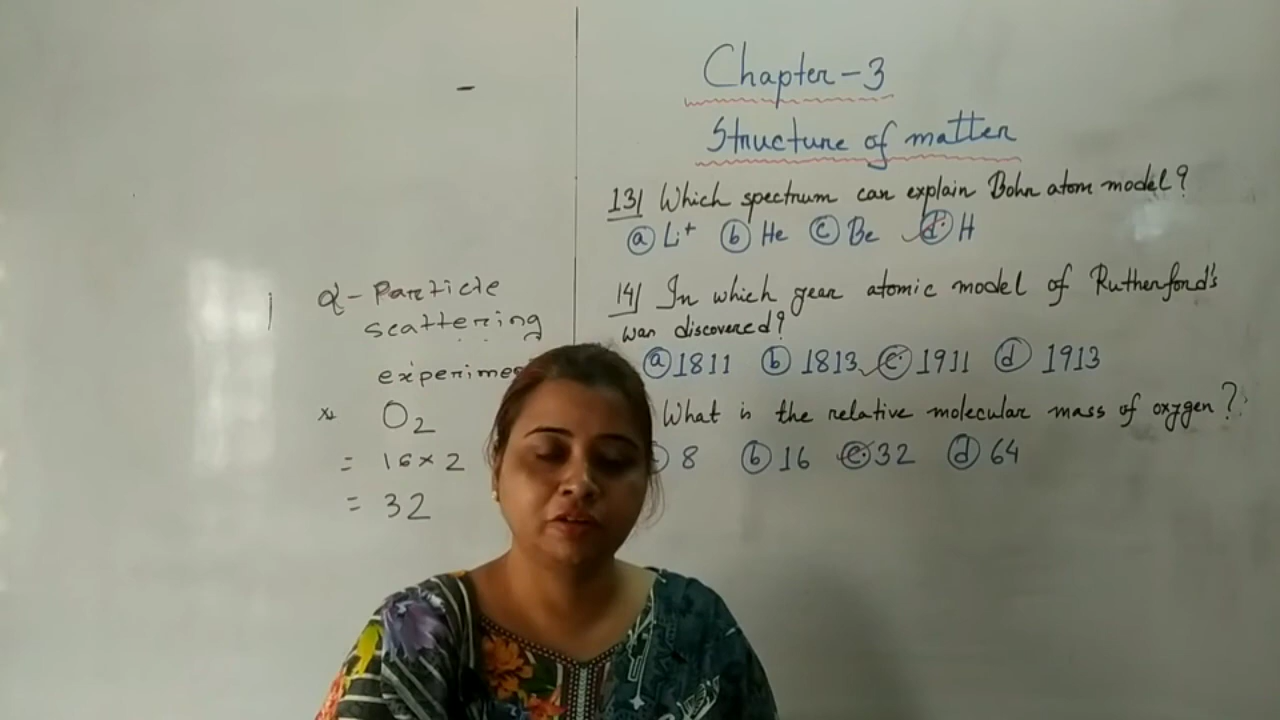 Chapter-3
Structure of matter
13) Which spectrum can explain Bohr atom model?
ⓐ Li+ ⓑ He ⓒ Be ⓓ H
14) In which year atomic model of Rutherford's
was discovered?
ⓐ 1811 ⓑ 1813 ⓒ 1911 ⓓ 1913
What is the relative molecular mass of oxygen?
8 ⓑ 16 ⓒ 32 ⓓ 64
α-Particle
scattering
experimen
* O2
= 16×2
= 32